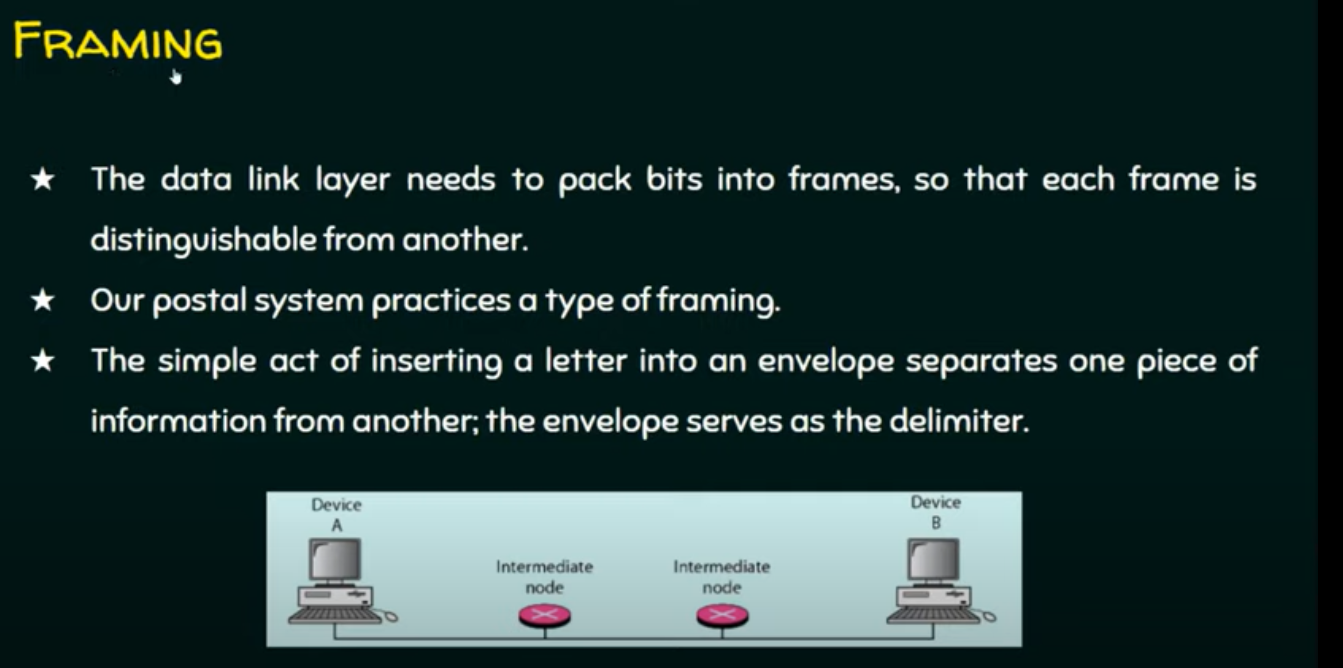 FRAMING
★ The data link layer needs to pack bits into frames, so that each frame is
distinguishable from another.
★ Our postal system practices a type of framing.
★ The simple act of inserting a letter into an envelope separates one piece of
information from another; the envelope serves as the delimiter.
Device
A
Device
B
Intermediate
node
Intermediate
node